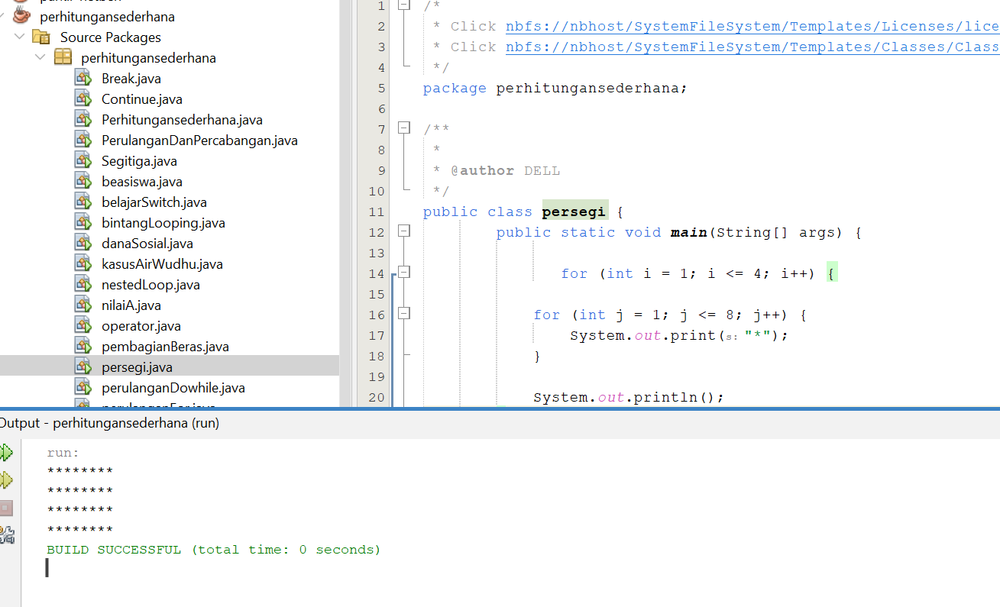 perhitungansederhana
Source Packages
perhitungansederhana
Break.java
Continue.java
Perhitungansederhana.java
PerulanganDanPercabangan.java
Segitiga.java
beasiswa.java
belajarSwitch.java
bintangLooping.java
danaSosial.java
kasusAirWudhu.java
nestedLoop.java
nilaiA.java
operator.java
pembagianBeras.java
persegi.java
perulanganDowhile.java
1 /*
2 * Click nbfs://nbhost/SystemFileSystem/Templates/Licenses/lice
3 * Click nbfs://nbhost/SystemFileSystem/Templates/Classes/Class
4 */
5 package perhitungansederhana;
6
7 /**
8 *
9 * @author DELL
10 */
11 public class persegi {
12 public static void main(String[] args) {
13
14 for (int i = 1; i <= 4; i++) {
15
16 for (int j = 1; j <= 8; j++) {
17 System.out.print(s: "*");
18 }
19
20 System.out.println();
Output - perhitungansederhana (run)
run:
********
********
********
********
BUILD SUCCESSFUL (total time: 0 seconds)